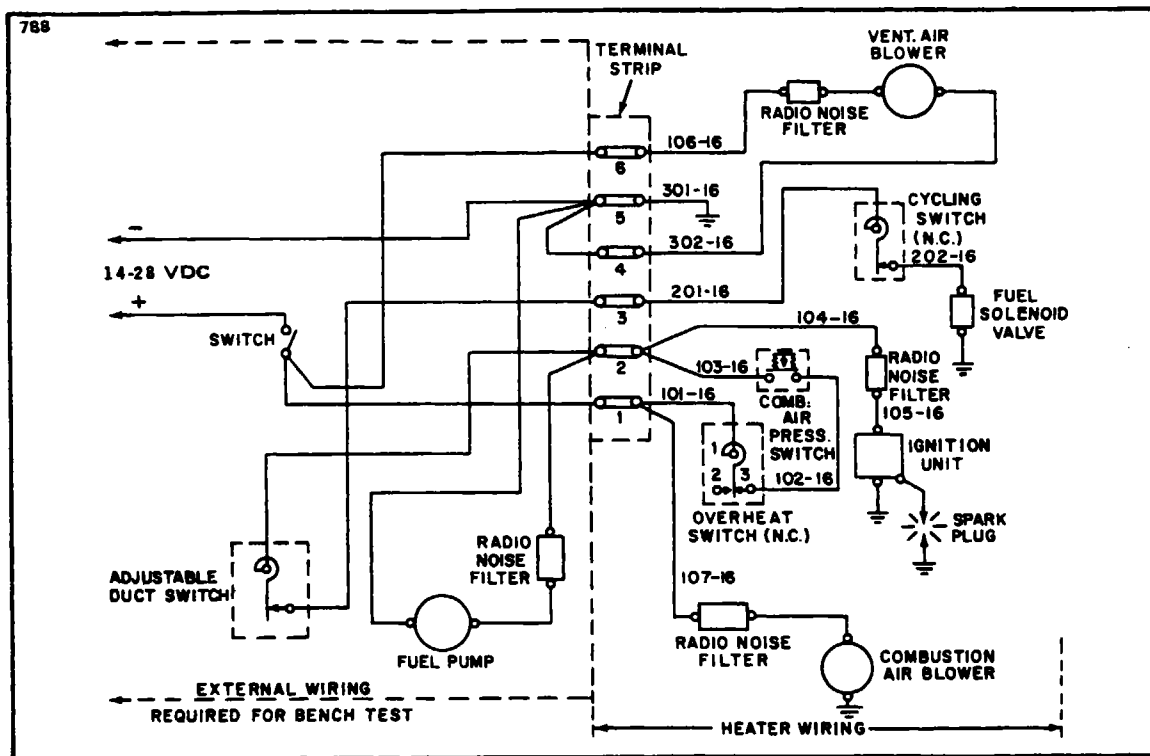 788
TERMINAL
STRIP
VENT. AIR
BLOWER
RADIO NOISE
FILTER
106-16
6
301-16
5
302-16
4
CYCLING
SWITCH
(N.C.)
202-16
-
14-28 VDC
+
SWITCH
201-16
3
FUEL
SOLENOID
VALVE
104-16
2
103-16
COMB.
AIR
PRESS.
SWITCH
RADIO
NOISE
FILTER
105-16
101-16
1
IGNITION
UNIT
1
2
3
102-16
OVERHEAT
SWITCH (N.C.)
SPARK
PLUG
ADJUSTABLE
DUCT SWITCH
RADIO
NOISE
FILTER
FUEL PUMP
107-16
RADIO NOISE
FILTER
COMBUSTION
AIR BLOWER
EXTERNAL WIRING
REQUIRED FOR BENCH TEST
HEATER WIRING